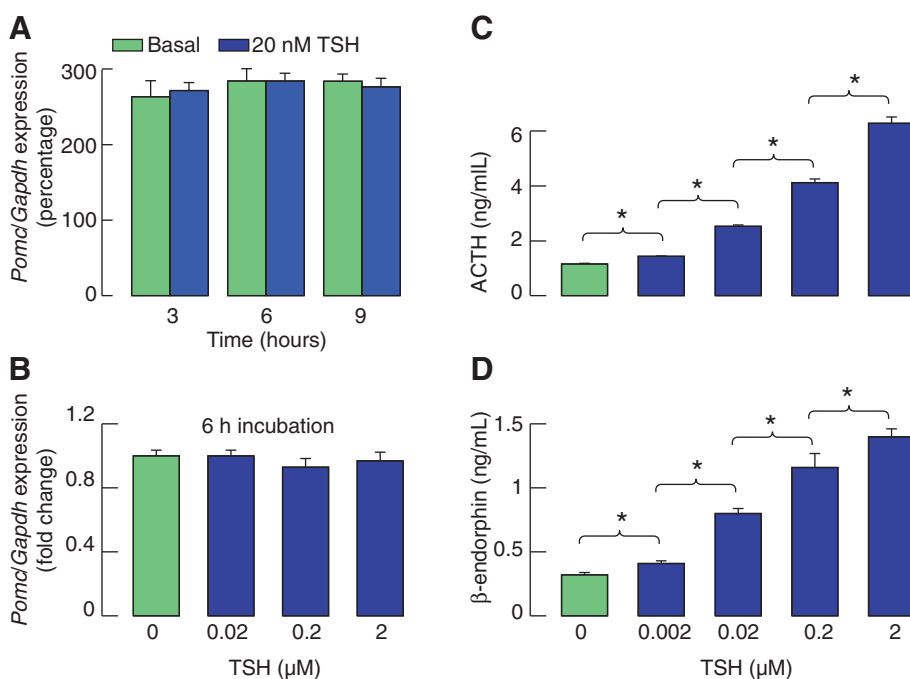 A
Basal 20 nM TSH
Pomc/Gapdh expression
(percentage)
300
200
100
0
3 6 9
Time (hours)
B
Pomc/Gapdh expression
(fold change)
6 h incubation
1.2
0.8
0.4
0
0 0.02 0.2 2
TSH (µM)
C
ACTH (ng/mlL)
6
4
2
0
* * * *
D
β-endorphin (ng/mL)
1.5
1
0.5
0
* * * *
0 0.002 0.02 0.2 2
TSH (µM)